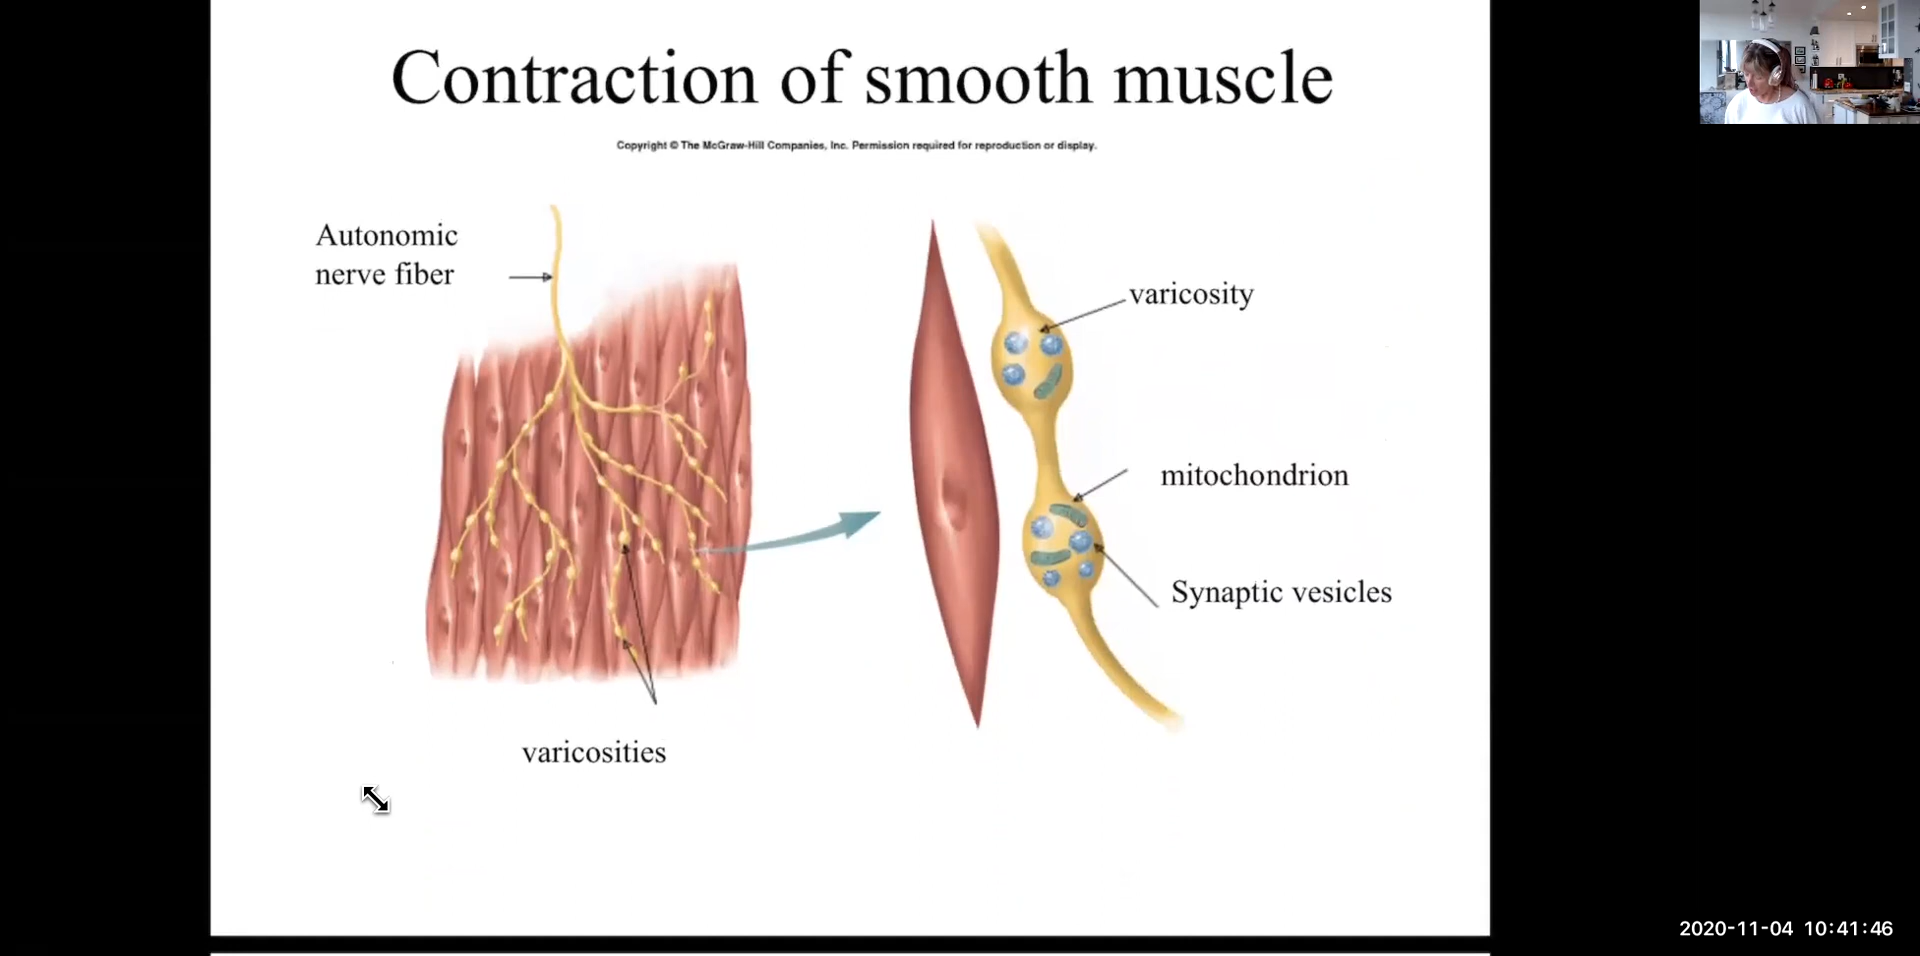 Contraction of smooth muscle
Copyright © The McGraw-Hill Companies, Inc. Permission required for reproduction or display.
Autonomic
nerve fiber
varicosity
mitochondrion
Synaptic vesicles
varicosities
2020-11-04 10:41:46